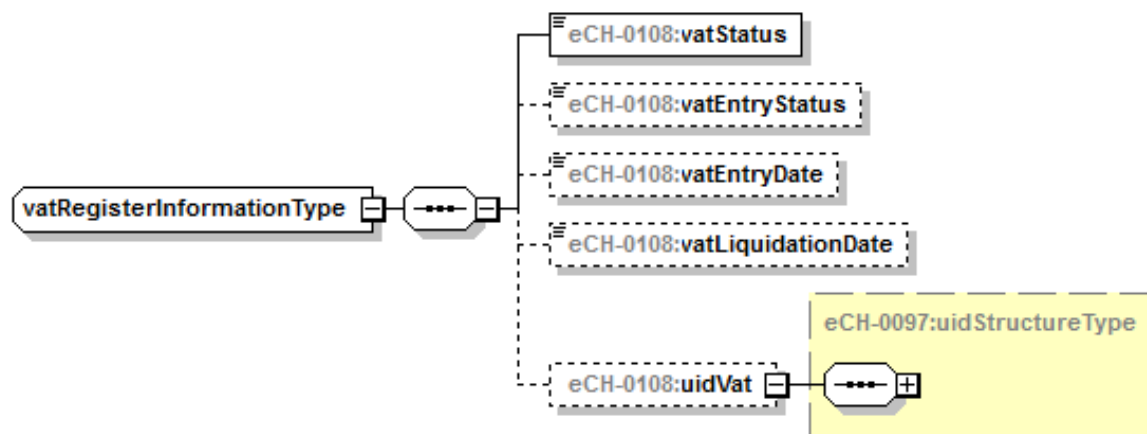 eCH-0108:vatStatus
eCH-0108:vatEntryStatus
eCH-0108:vatEntryDate
vatRegisterInformationType
eCH-0108:vatLiquidationDate
eCH-0097:uidStructureType
eCH-0108:uidVat